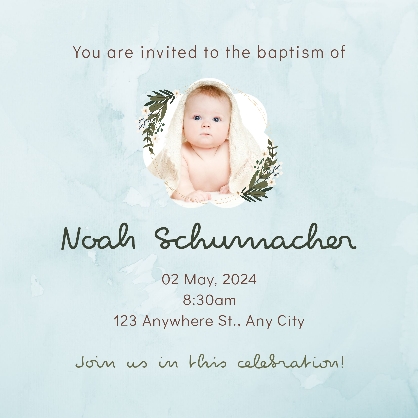 You are invited to the baptism of
Noah Schumacher
02 May, 2024
8:30am
123 Anywhere St., Any City
Join us in this celebration!